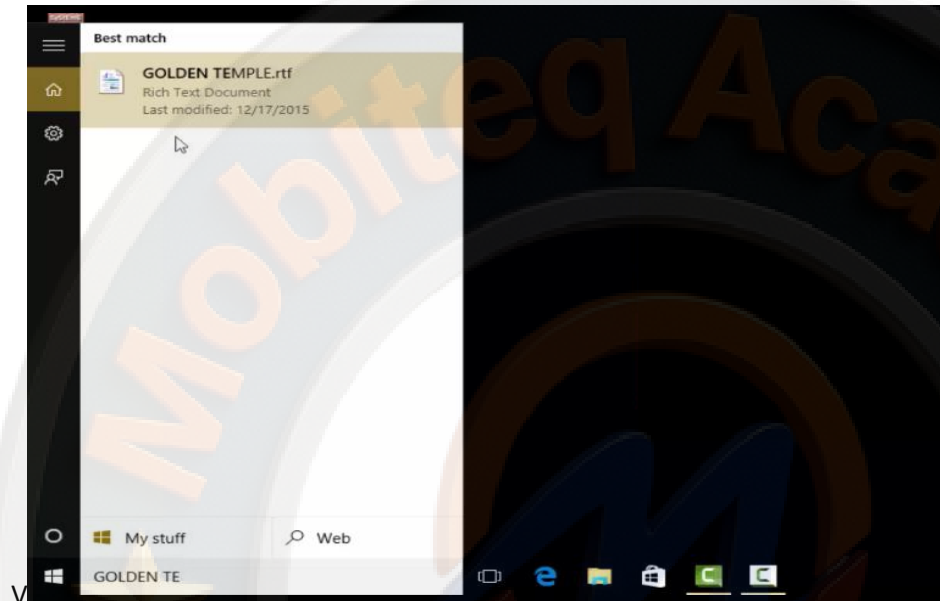 Best match
GOLDEN TEMPLE.rtf
Rich Text Document
Last modified: 12/17/2015
Mobiteq Aca
My stuff
Web
GOLDEN TE
V